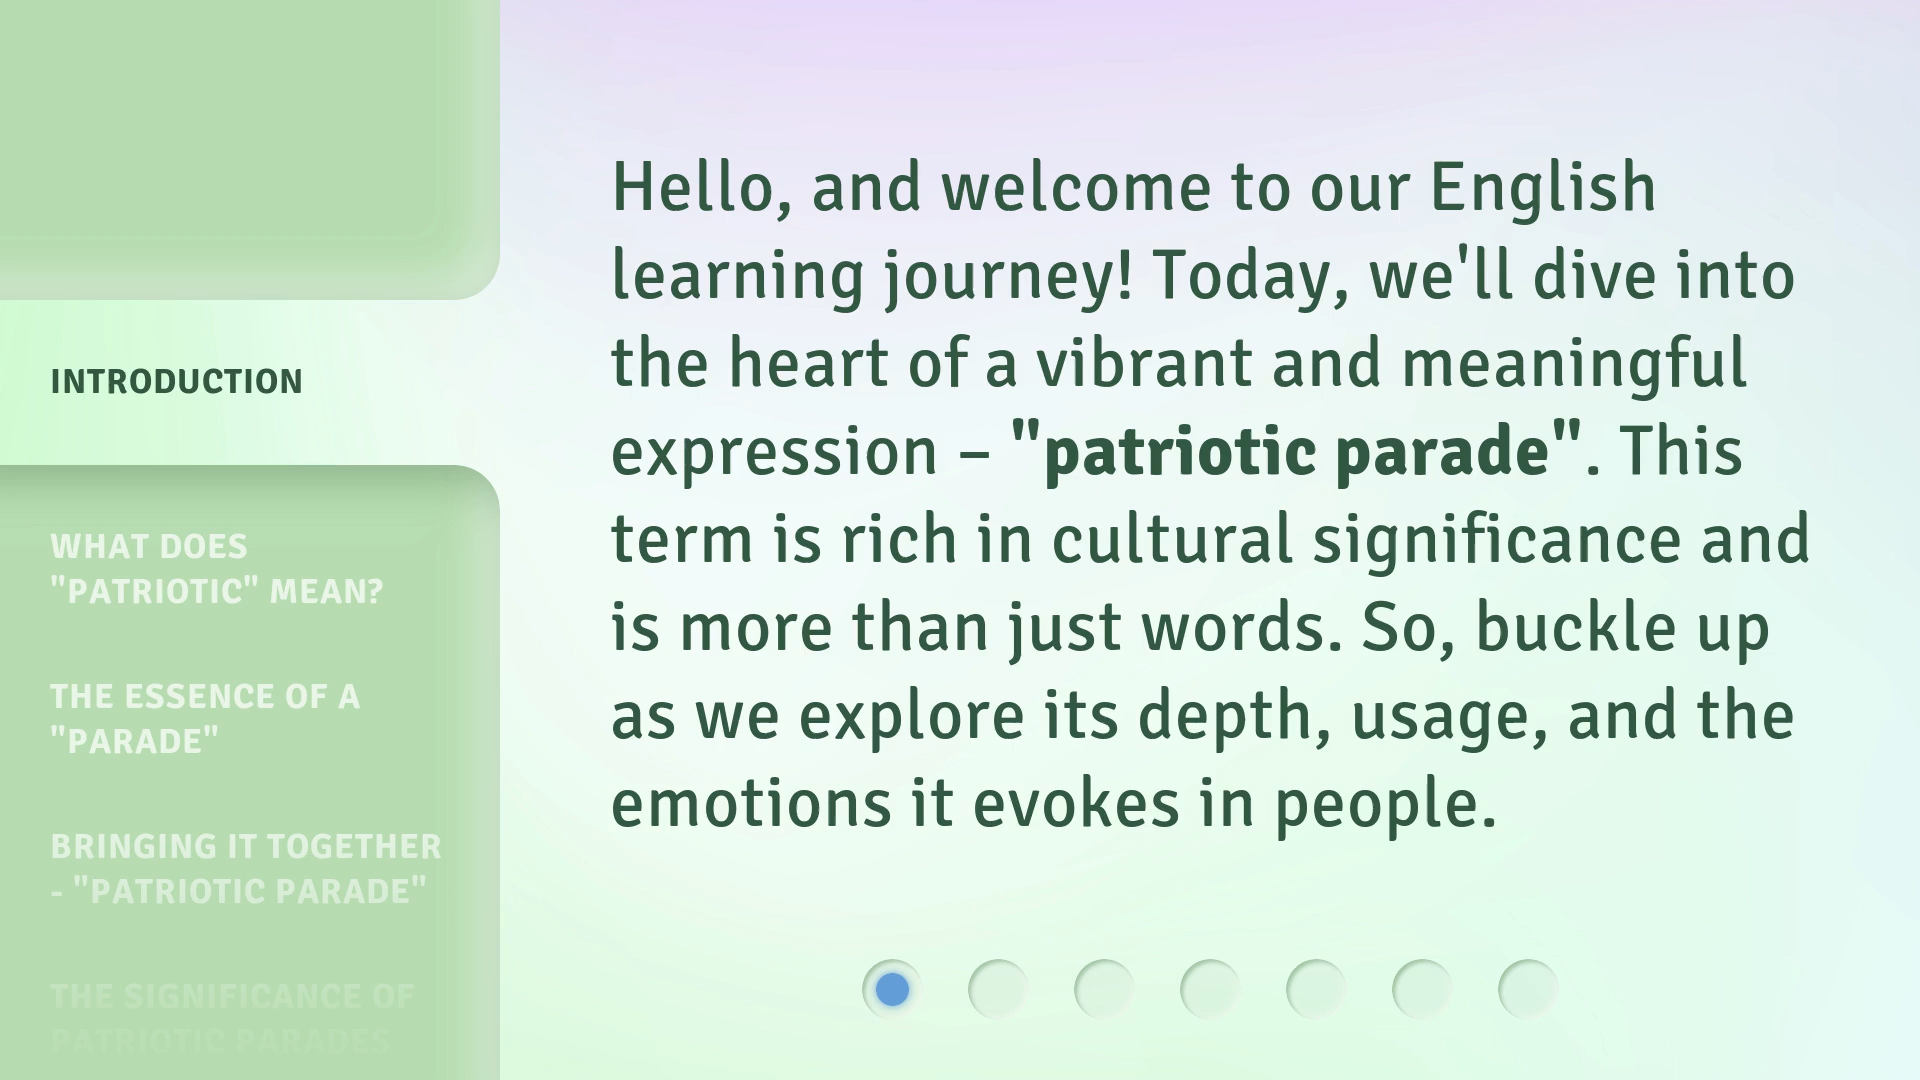 INTRODUCTION
WHAT DOES
"PATRIOTIC" MEAN?
THE ESSENCE OF A
"PARADE"
BRINGING IT TOGETHER
- "PATRIOTIC PARADE"
THE SIGNIFICANCE OF
PATRIOTIC PARADES
Hello, and welcome to our English
learning journey! Today, we'll dive into
the heart of a vibrant and meaningful
expression – "patriotic parade". This
term is rich in cultural significance and
is more than just words. So, buckle up
as we explore its depth, usage, and the
emotions it evokes in people.